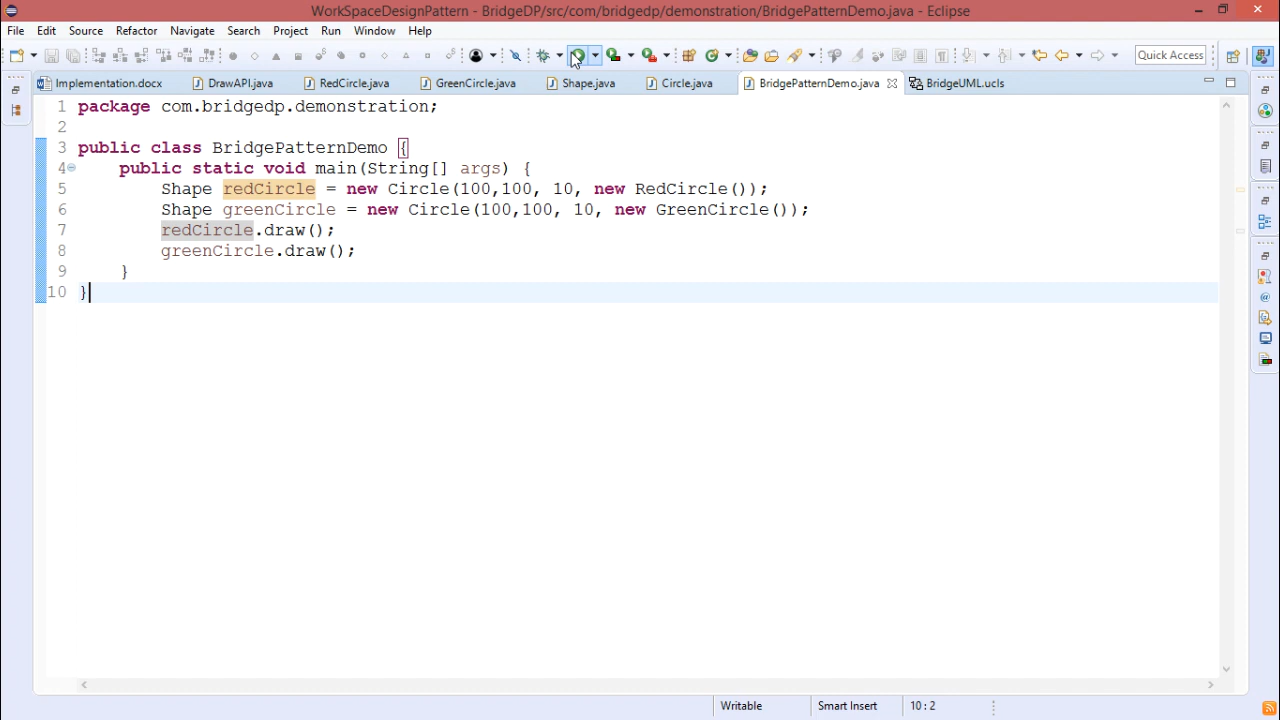 WorkSpaceDesignPattern - BridgeDP/src/com/bridgedp/demonstration/BridgePatternDemo.java - Eclipse
File Edit Source Refactor Navigate Search Project Run Window Help
Quick Access
Implementation.docx DrawAPI.java RedCircle.java GreenCircle.java Shape.java Circle.java BridgePatternDemo.java BridgeUML.ucls
1 package com.bridgedp.demonstration;
2
3 public class BridgePatternDemo {
4 public static void main(String[] args) {
5 Shape redCircle = new Circle(100,100, 10, new RedCircle());
6 Shape greenCircle = new Circle(100,100, 10, new GreenCircle());
7 redCircle.draw();
8 greenCircle.draw();
9 }
10 }
Writable Smart Insert 10 : 2